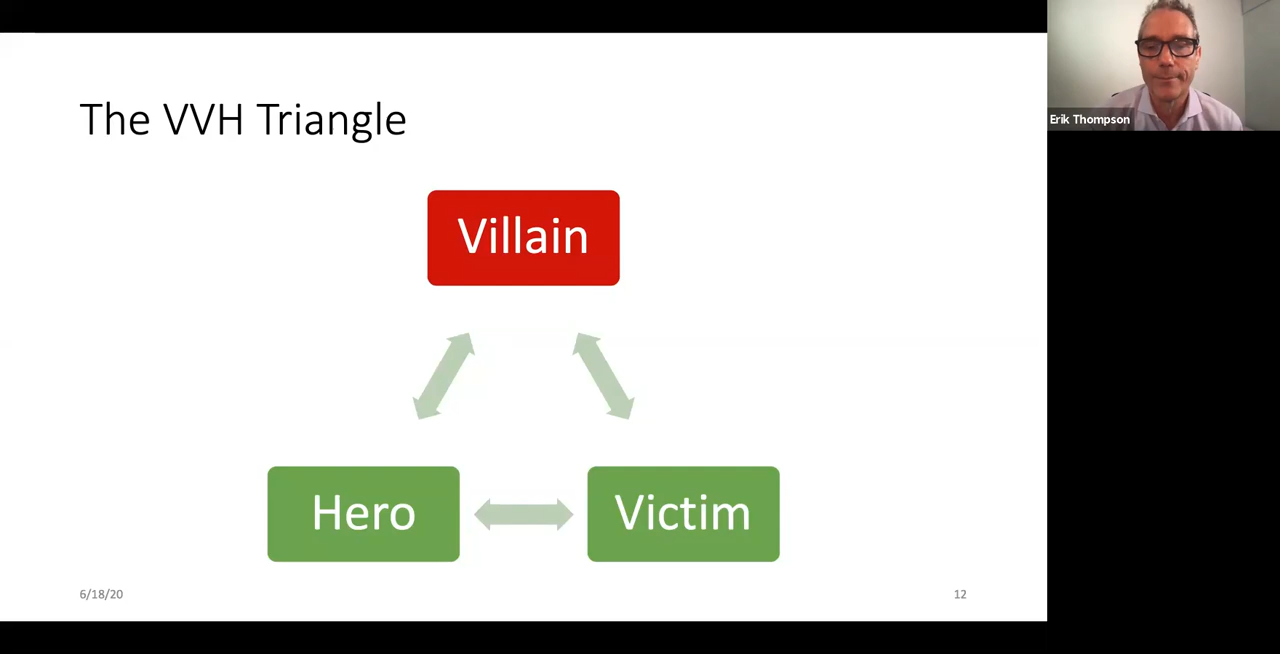 The VVH Triangle
Villain
Hero
Victim
6/18/20
12
Erik Thompson